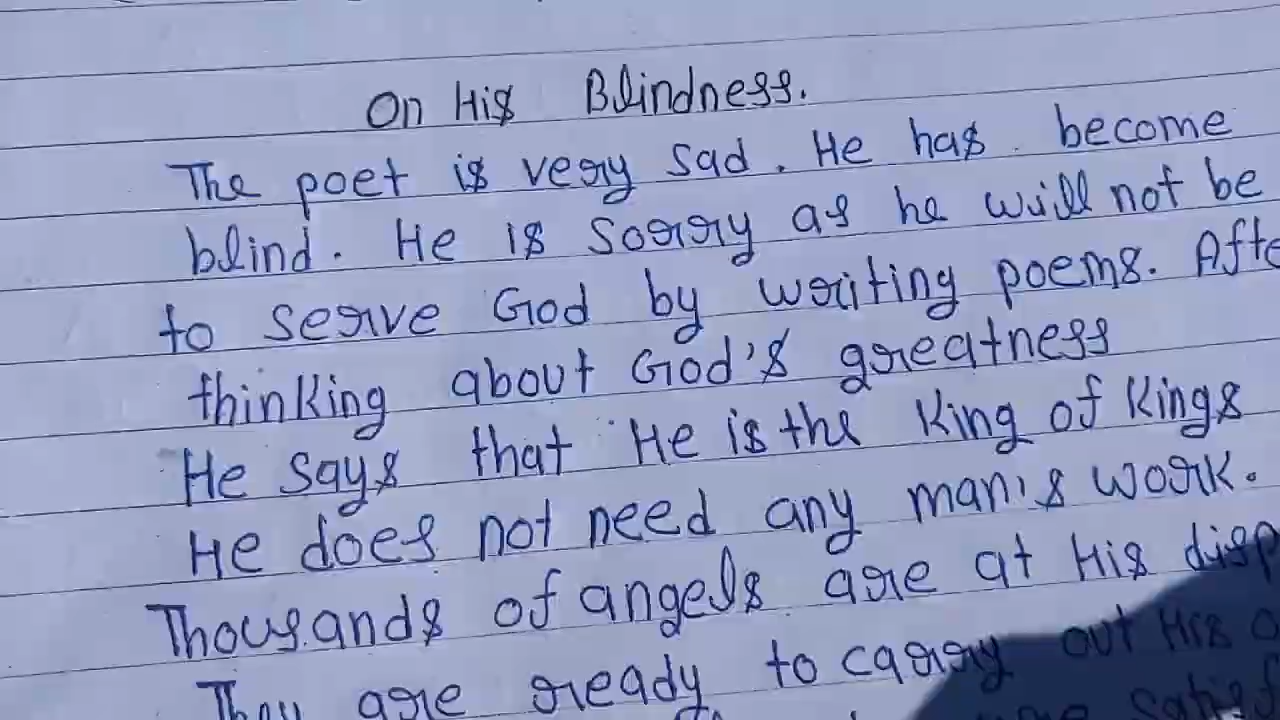 On His Blindness.
The poet is very sad. He has become
blind. He is sorry as he will not be
to serve God by writing poems. Afte
thinking about God's greatness
He says that He is the King of Kings
He does not need any man's work.
Thousands of angels are at His disp
They are ready to carry out His